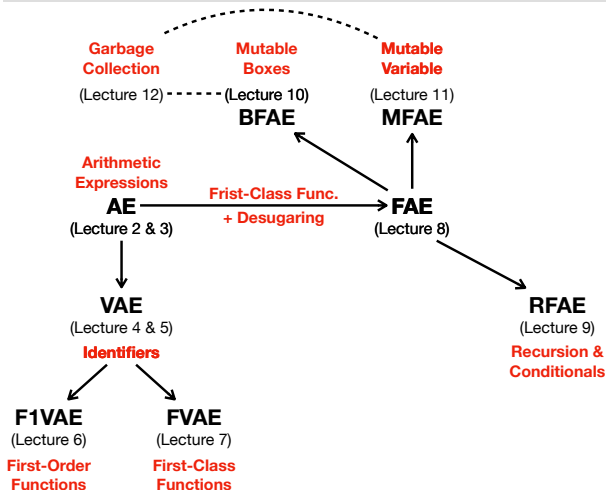 Garbage
Collection
(Lecture 12)
Mutable
Boxes
(Lecture 10)
BFAE
Mutable
Variable
(Lecture 11)
MFAE
Arithmetic
Expressions
AE
(Lecture 2 & 3)
Frist-Class Func.
+ Desugaring
FAE
(Lecture 8)
VAE
(Lecture 4 & 5)
Identifiers
RFAE
(Lecture 9)
Recursion &
Conditionals
F1VAE
(Lecture 6)
First-Order
Functions
FVAE
(Lecture 7)
First-Class
Functions